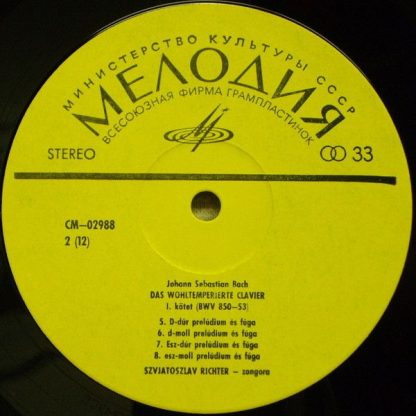 МИНИСТЕРСТВО КУЛЬТУРЫ СССР
МЕЛОДИЯ
ВСЕСОЮЗНАЯ ФИРМА ГРАМПЛАСТИНОК
STEREO
33
СМ—02988
2 (12)
Johann Sebastian Bach
DAS WOHLTEMPERIERTE CLAVIER
I. kötet (BWV 850—53)
5. D-dúr prelúdium és fúga
6. d-moll prelúdium és fúga
7. Esz-dúr prelúdium és fúga
8. esz-moll prelúdium és fúga
SZVJATOSZLAV RICHTER — zongora